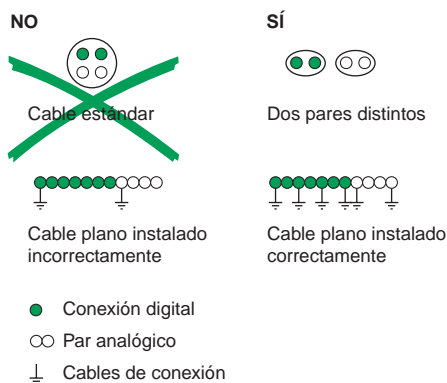 NO
SÍ
Cable estándar
Dos pares distintos
Cable plano instalado
incorrectamente
Cable plano instalado
correctamente
Conexión digital
Par analógico
Cables de conexión